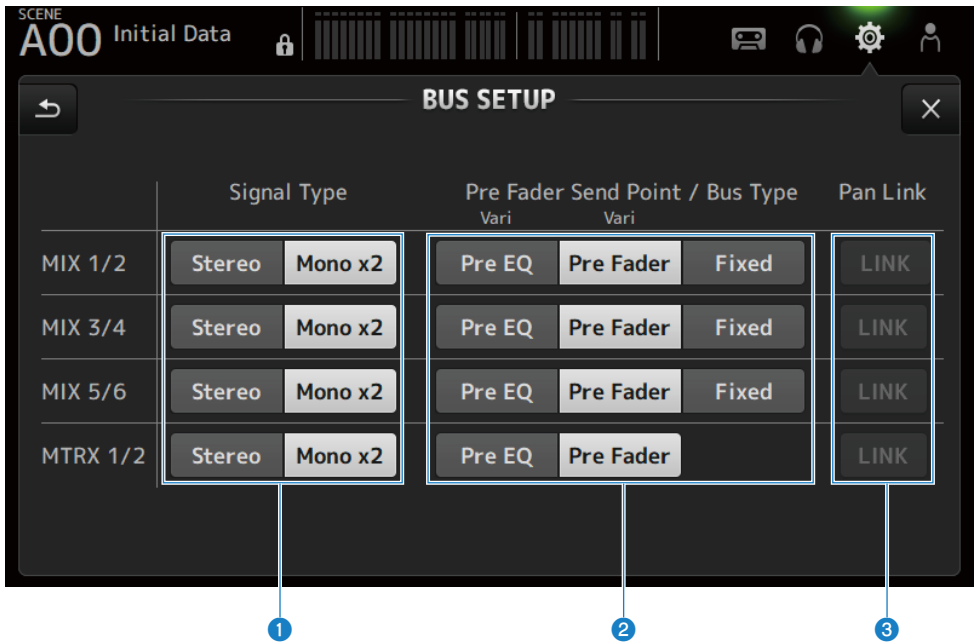 SCENE
A00 Initial Data
BUS SETUP
Signal Type Pre Fader Send Point / Bus Type Pan Link
Vari Vari
MIX 1/2 Stereo Mono x2 Pre EQ Pre Fader Fixed LINK
MIX 3/4 Stereo Mono x2 Pre EQ Pre Fader Fixed LINK
MIX 5/6 Stereo Mono x2 Pre EQ Pre Fader Fixed LINK
MTRX 1/2 Stereo Mono x2 Pre EQ Pre Fader LINK
1 2 3